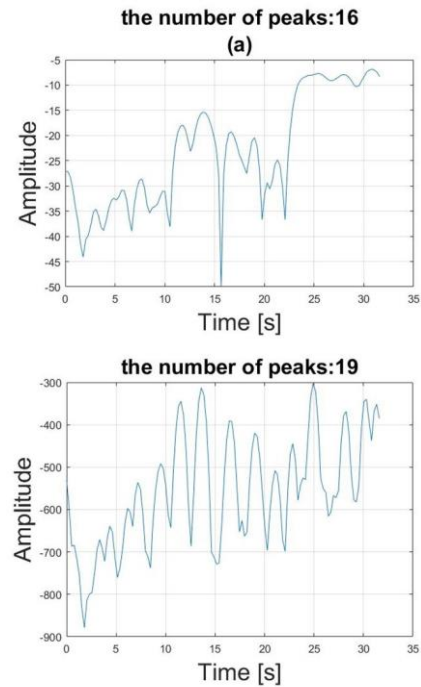 the number of peaks:16
(a)
Amplitude
-5
-10
-15
-20
-25
-30
-35
-40
-45
-50
0 5 10 15 20 25 30 35
Time [s]
the number of peaks:19
Amplitude
-300
-400
-500
-600
-700
-800
-900
0 5 10 15 20 25 30 35
Time [s]